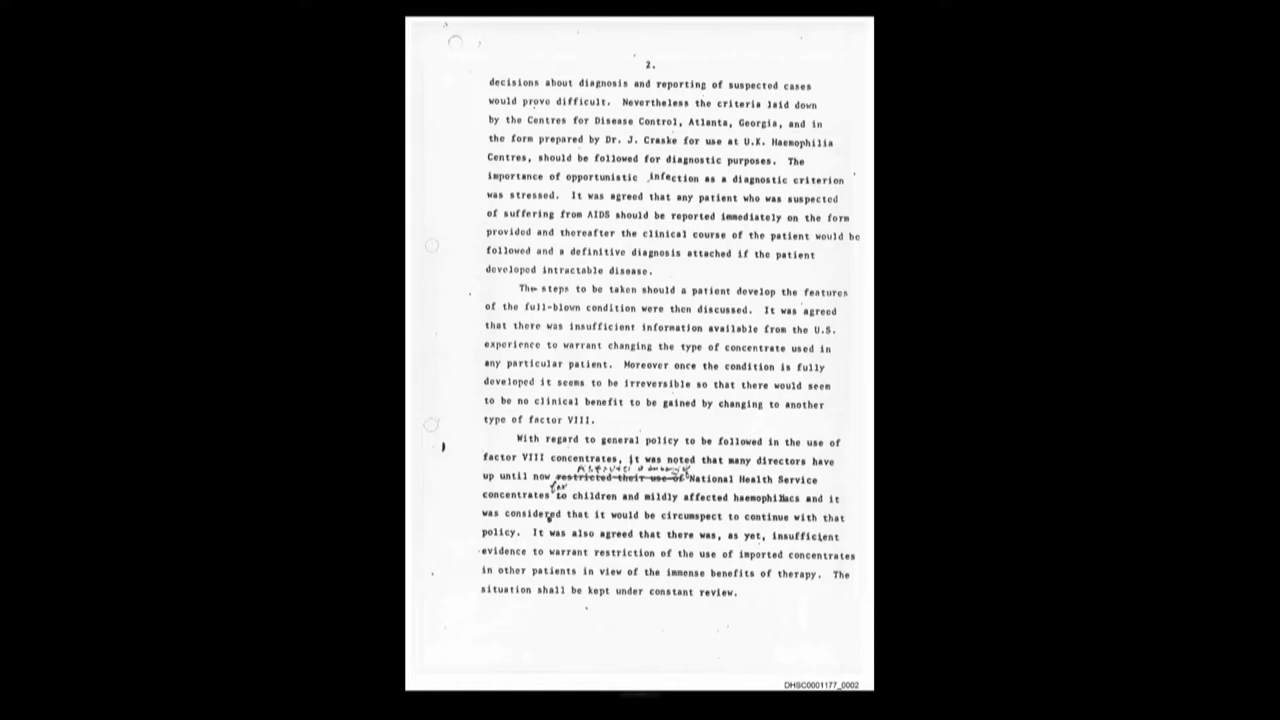 2.
decisions about diagnosis and reporting of suspected cases
would prove difficult. Nevertheless the criteria laid down
by the Centres for Disease Control, Atlanta, Georgia, and in
the form prepared by Dr. J. Craske for use at U.K. Haemophilia
Centres, should be followed for diagnostic purposes. The
importance of opportunistic infection as a diagnostic criterion
was stressed. It was agreed that any patient who was suspected
of suffering from AIDS should be reported immediately on the form
provided and thereafter the clinical course of the patient would be
followed and a definitive diagnosis attached if the patient
developed intractable disease.
The steps to be taken should a patient develop the features
of the full-blown condition were then discussed. It was agreed
that there was insufficient information available from the U.S.
experience to warrant changing the type of concentrate used in
any particular patient. Moreover once the condition is fully
developed it seems to be irreversible so that there would seem
to be no clinical benefit to be gained by changing to another
type of factor VIII.
With regard to general policy to be followed in the use of
factor VIII concentrates, it was noted that many directors have
up until now restricted their use of National Health Service
for
concentrates to children and mildly affected haemophiliacs and it
was considered that it would be circumspect to continue with that
policy. It was also agreed that there was, as yet, insufficient
evidence to warrant restriction of the use of imported concentrates
in other patients in view of the immense benefits of therapy. The
situation shall be kept under constant review.
DHSC0001177_0002